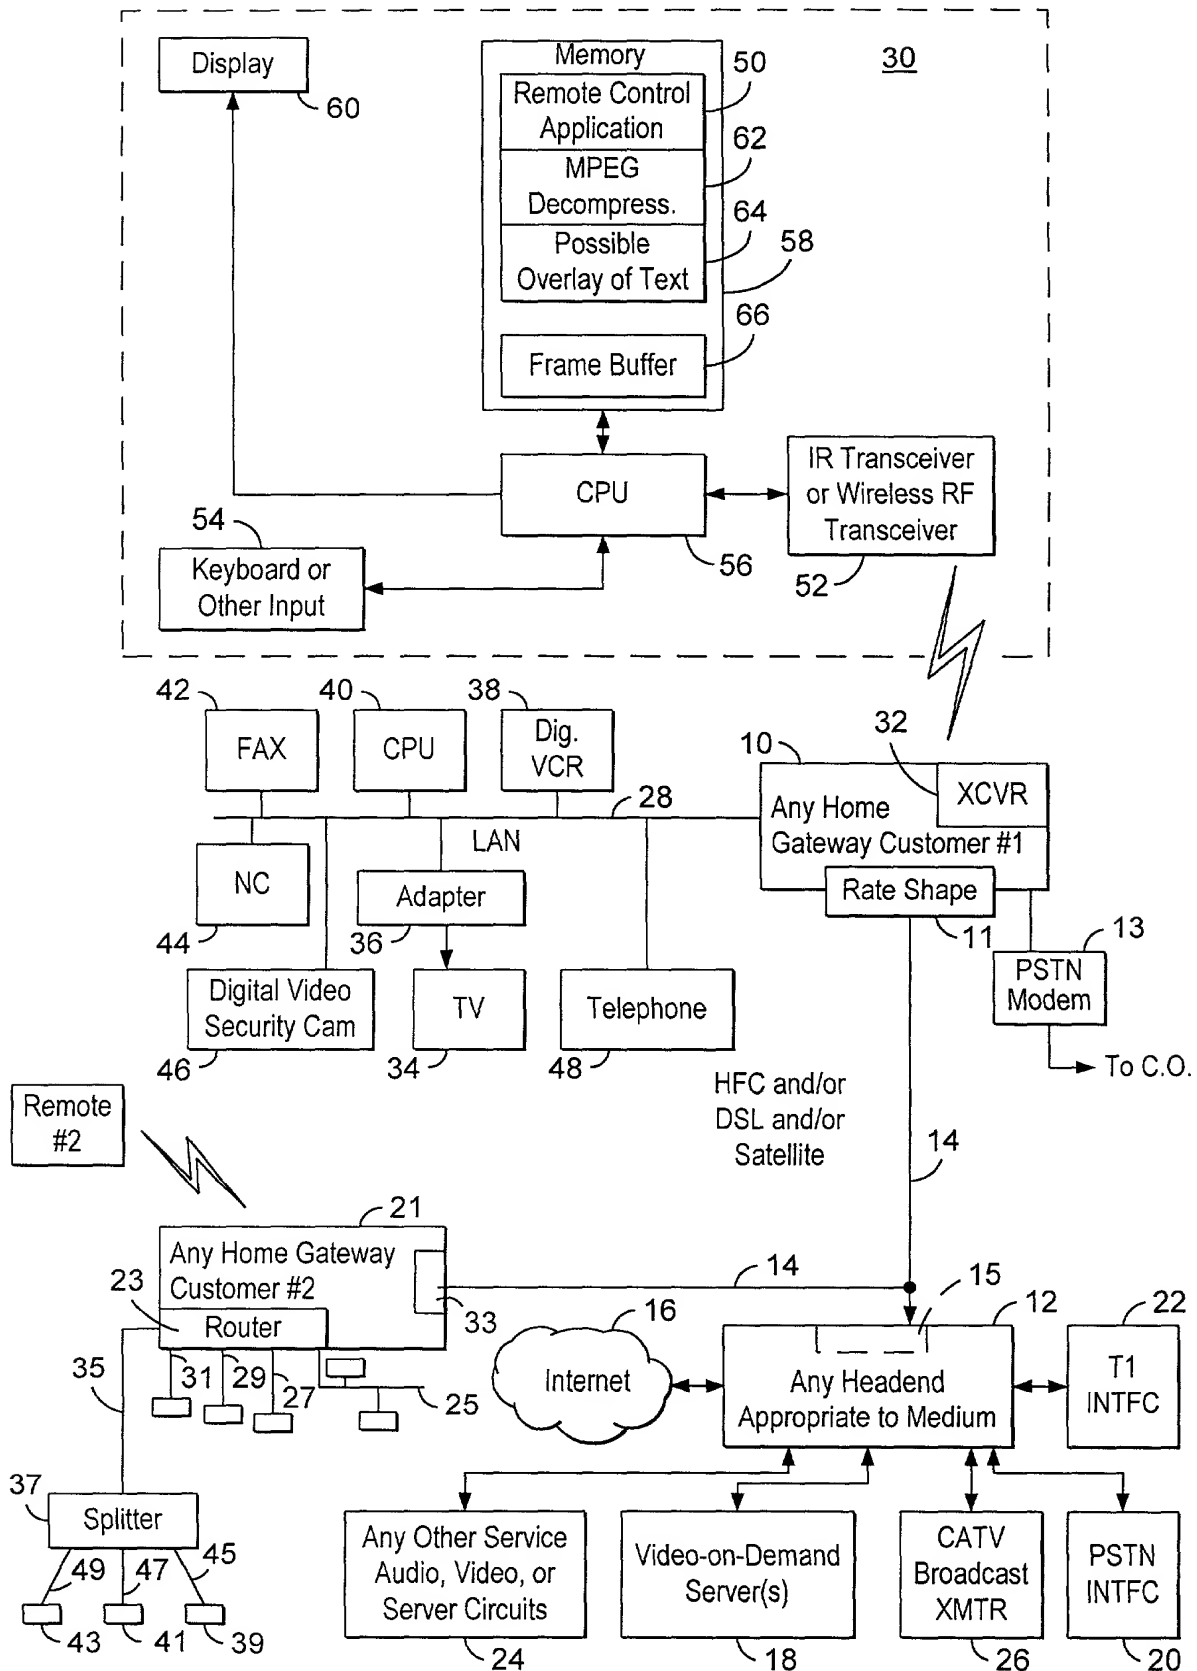 30
Display
60
Memory
50
Remote Control
Application
62
MPEG
Decompress.
64
Possible
Overlay of Text
58
66
Frame Buffer
CPU
56
IR Transceiver
or Wireless RF
Transceiver
52
54
Keyboard or
Other Input
42
FAX
40
CPU
38
Dig.
VCR
28
LAN
10
32
XCVR
Any Home
Gateway Customer #1
Rate Shape
11
13
PSTN
Modem
To C.O.
NC
44
Adapter
36
Digital Video
Security Cam
46
TV
34
Telephone
48
HFC and/or
DSL and/or
Satellite
14
Remote
#2
21
Any Home Gateway
Customer #2
23
Router
33
14
15
12
16
Internet
Any Headend
Appropriate to Medium
22
T1
INTFC
35
31
29
27
25
37
Splitter
49
47
45
43
41
39
Any Other Service
Audio, Video, or
Server Circuits
24
Video-on-Demand
Server(s)
18
CATV
Broadcast
XMTR
26
PSTN
INTFC
20